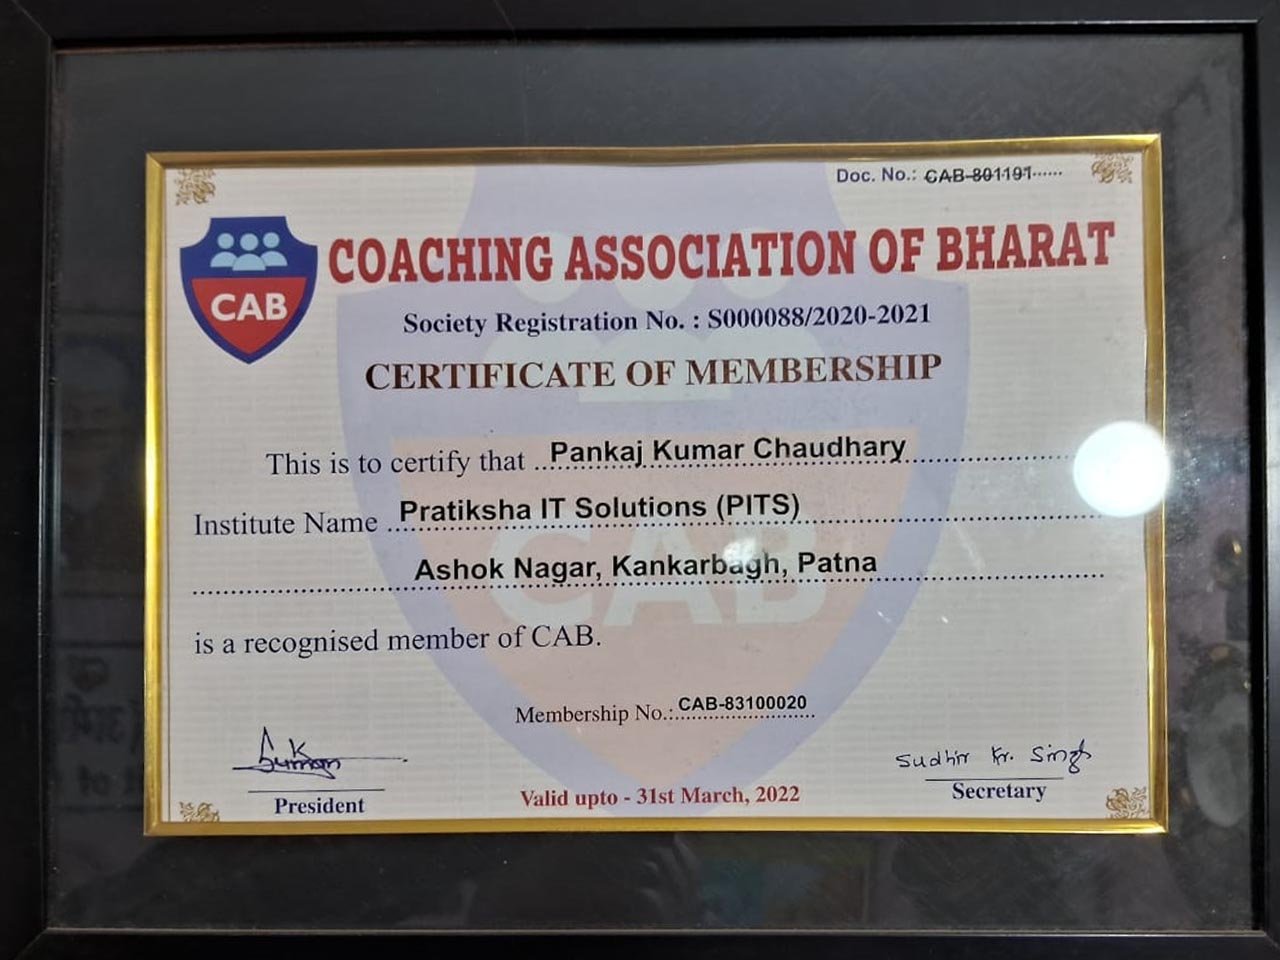 Doc. No.: CAB-801191......
CAB
COACHING ASSOCIATION OF BHARAT
Society Registration No. : S000088/2020-2021
CERTIFICATE OF MEMBERSHIP
This is to certify that Pankaj Kumar Chaudhary
Institute Name Pratiksha IT Solutions (PITS)
Ashok Nagar, Kankarbagh, Patna
is a recognised member of CAB.
Membership No.: CAB-83100020
S K Suman
Sudhir Kr. Singh
President
Valid upto - 31st March, 2022
Secretary